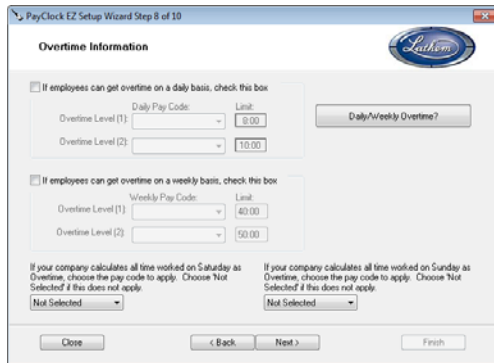 PayClock EZ Setup Wizard Step 8 of 10
Overtime Information
Lathem
If employees can get overtime on a daily basis, check this box
Daily Pay Code: Limit:
Overtime Level (1): 8:00
Overtime Level (2): 10:00
Daily/Weekly Overtime?
If employees can get overtime on a weekly basis, check this box
Weekly Pay Code: Limit:
Overtime Level (1): 40:00
Overtime Level (2): 50:00
If your company calculates all time worked on Saturday as
Overtime, choose the pay code to apply. Choose 'Not
Selected' if this does not apply.
Not Selected
If your company calculates all time worked on Sunday as
Overtime, choose the pay code to apply. Choose 'Not
Selected' if this does not apply.
Not Selected
Close < Back Next > Finish